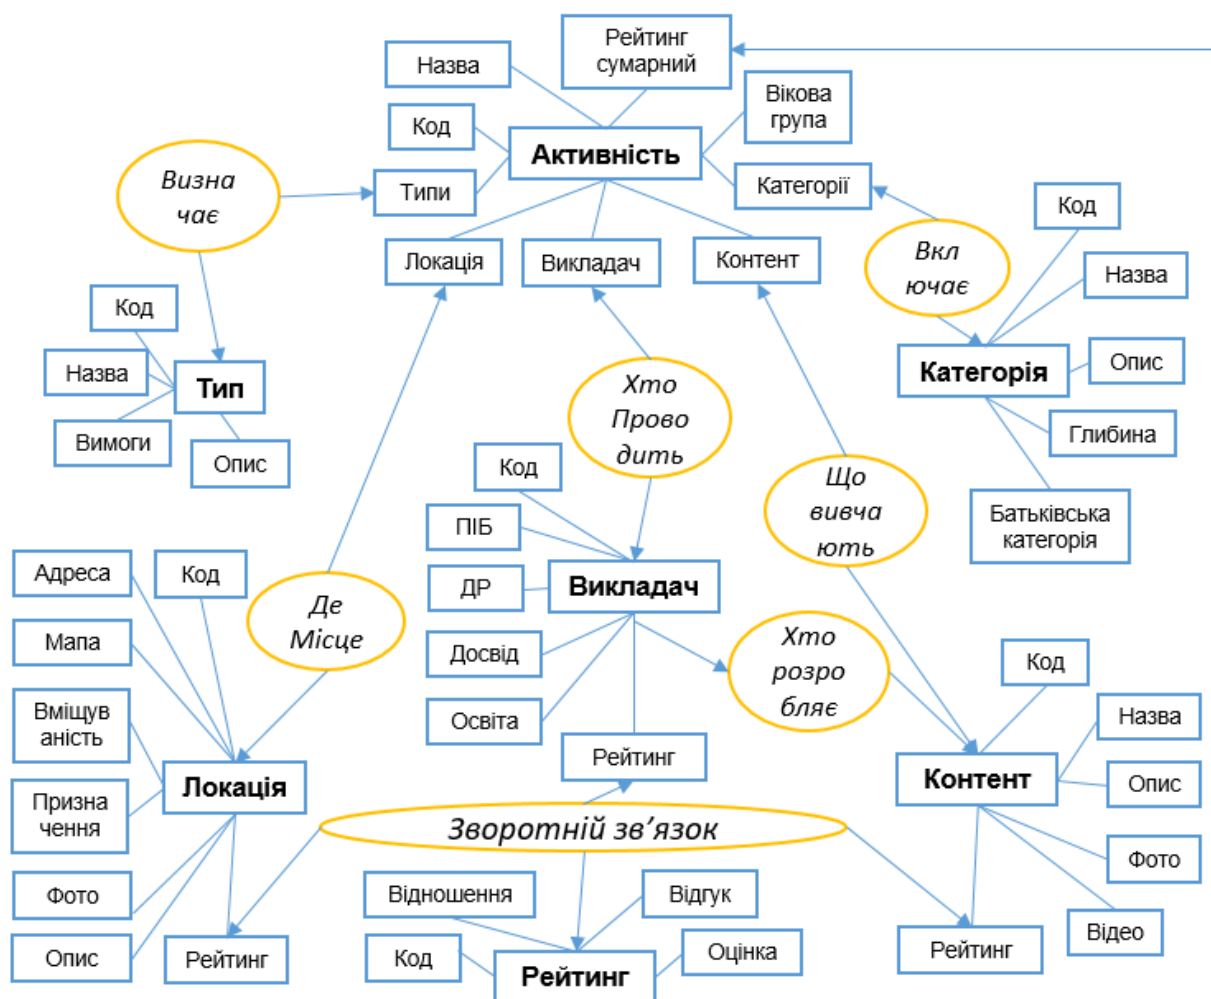 Рейтинг
сумарний
Назва
Вікова
група
Код
Активність
Типи
Категорії
Визна
чає
Локація
Викладач
Контент
Вкл
ючає
Код
Назва
Код
Назва
Тип
Вимоги
Опис
Категорія
Опис
Глибина
Батьківська
категорія
Хто
Прово
дить
Код
ПІБ
ДР
Викладач
Досвід
Освіта
Рейтинг
Що
вивча
ють
Хто
розро
бляє
Адреса
Код
Мапа
Де
Місце
Вміщув
аність
Локація
Призна
чення
Фото
Опис
Рейтинг
Код
Назва
Контент
Опис
Фото
Відео
Рейтинг
Зворотній зв’язок
Відношення
Відгук
Код
Рейтинг
Оцінка